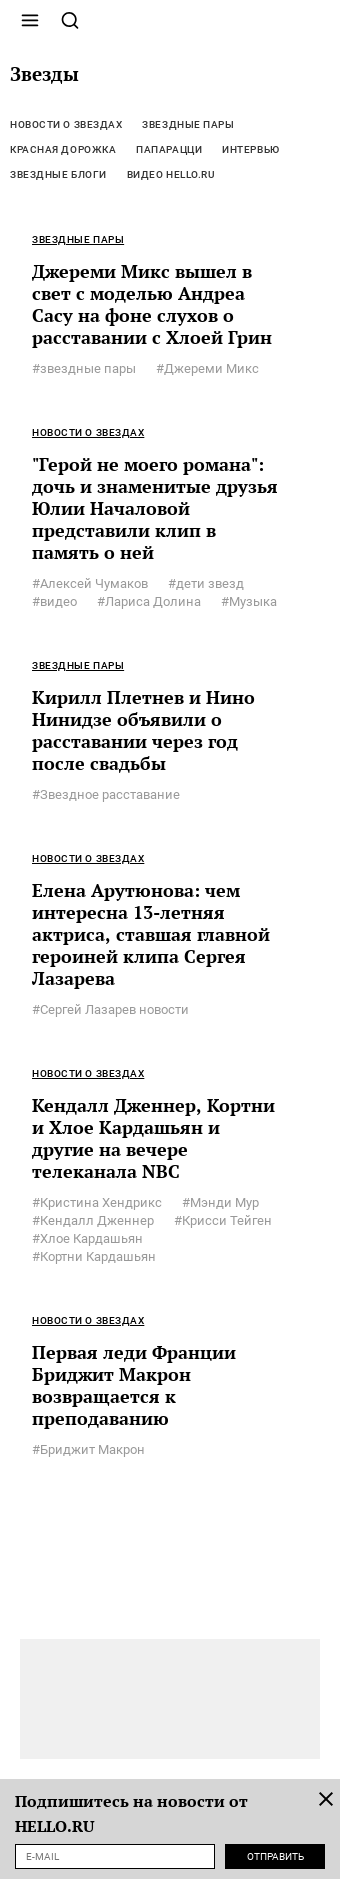 Звезды
НОВОСТИ О ЗВЕЗДАХ ЗВЕЗДНЫЕ ПАРЫ
КРАСНАЯ ДОРОЖКА ПАПАРАЦЦИ ИНТЕРВЬЮ
ЗВЕЗДНЫЕ БЛОГИ ВИДЕО HELLO.RU
ЗВЕЗДНЫЕ ПАРЫ
Джереми Микс вышел в
свет с моделью Андреа
Сасу на фоне слухов о
расставании с Хлоей Грин
#звездные пары #Джереми Микс
НОВОСТИ О ЗВЕЗДАХ
"Герой не моего романа":
дочь и знаменитые друзья
Юлии Началовой
представили клип в
память о ней
#Алексей Чумаков #дети звезд
#видео #Лариса Долина #Музыка
ЗВЕЗДНЫЕ ПАРЫ
Кирилл Плетнев и Нино
Нинидзе объявили о
расставании через год
после свадьбы
#Звездное расставание
НОВОСТИ О ЗВЕЗДАХ
Елена Арутюнова: чем
интересна 13-летняя
актриса, ставшая главной
героиней клипа Сергея
Лазарева
#Сергей Лазарев новости
НОВОСТИ О ЗВЕЗДАХ
Кендалл Дженнер, Кортни
и Хлое Кардашьян и
другие на вечере
телеканала NBC
#Кристина Хендрикс #Мэнди Мур
#Кендалл Дженнер #Крисси Тейген
#Хлое Кардашьян
#Кортни Кардашьян
НОВОСТИ О ЗВЕЗДАХ
Первая леди Франции
Бриджит Макрон
возвращается к
преподаванию
#Бриджит Макрон
Подпишитесь на новости от
HELLO.RU
E-MAIL ОТПРАВИТЬ